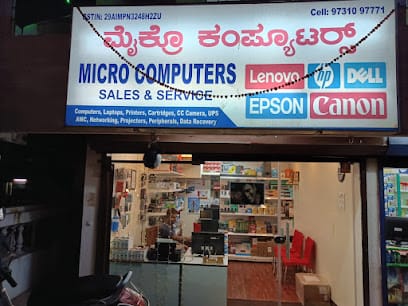 GSTIN: 29AIMPN3248H2ZU
Cell: 97310 97771
ಮೈಕ್ರೊ ಕಂಪ್ಯೂಟರ್ಸ್
MICRO COMPUTERS
SALES & SERVICE
Lenovo hp DELL
EPSON Canon
Computers, Laptops, Printers, Cartridges, CC Camera, UPS
AMC, Networking, Projectors, Peripherals, Data Recovery